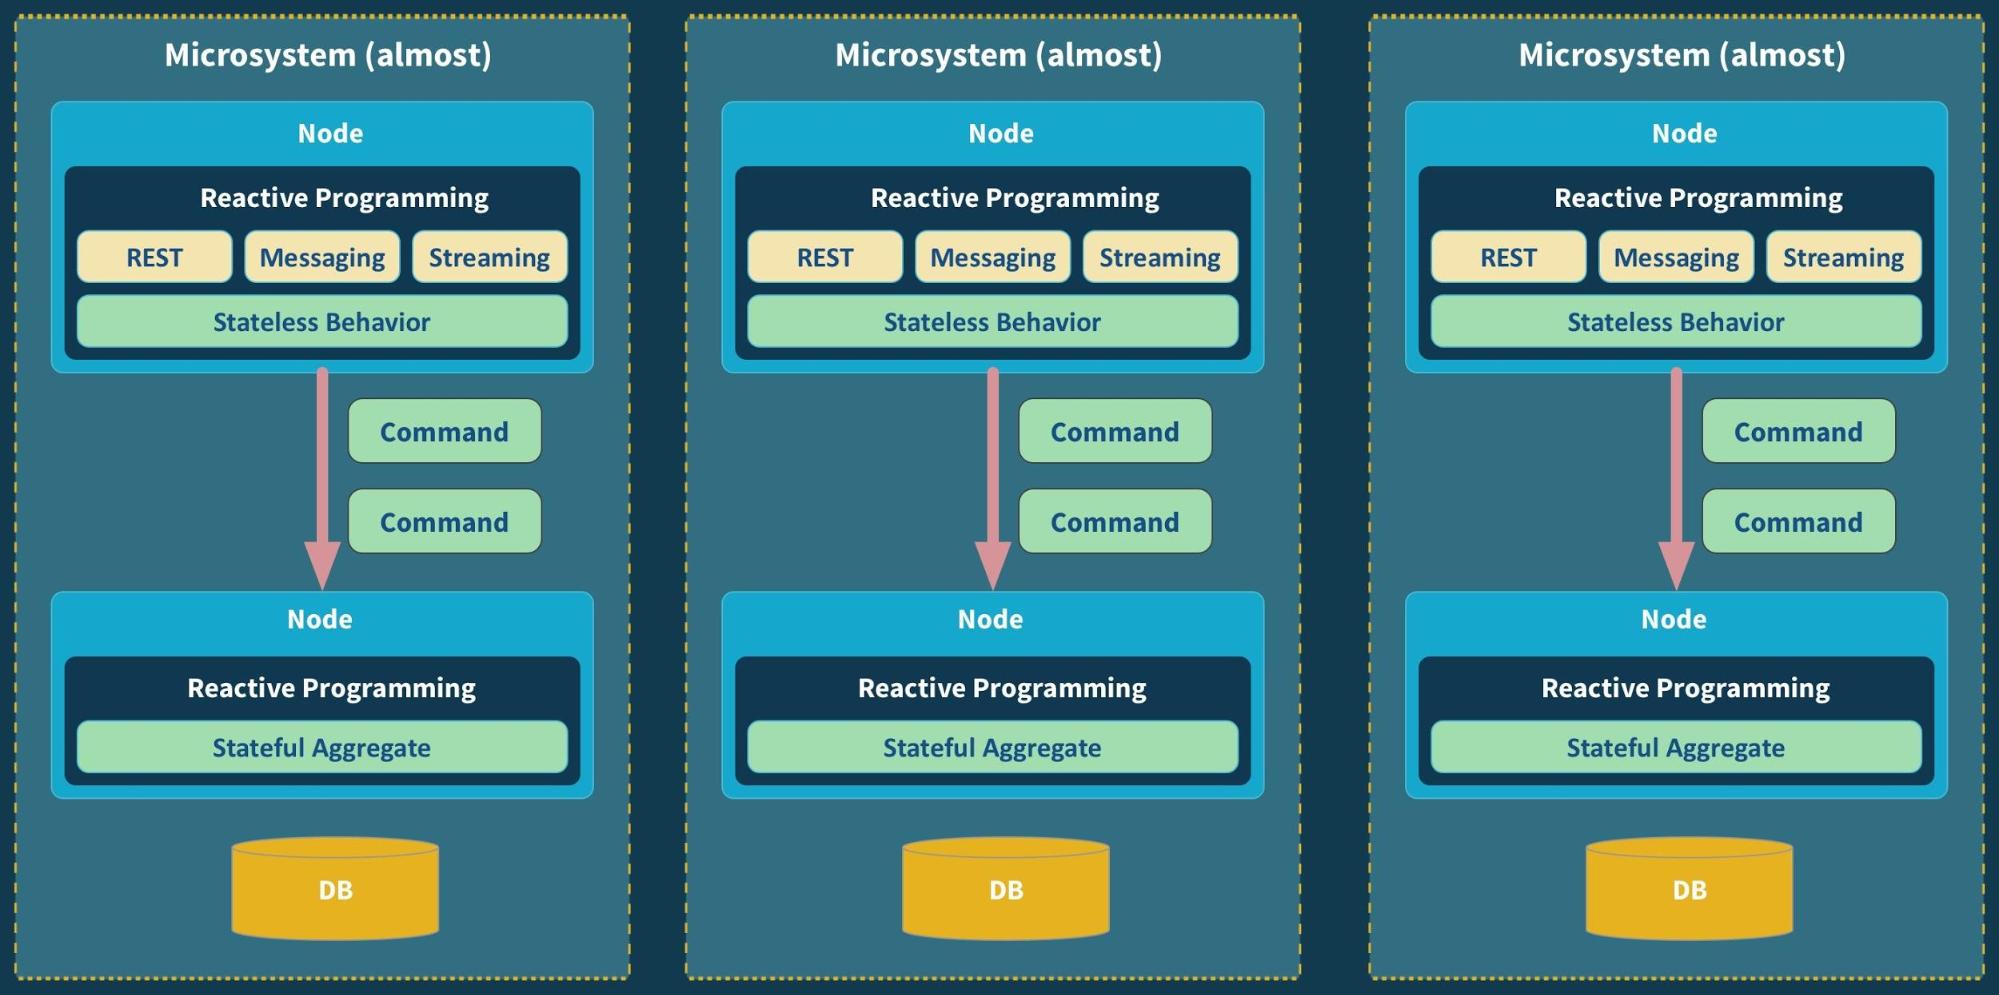 Microsystem (almost)
Node
Reactive Programming
REST
Messaging
Streaming
Stateless Behavior
Command
Command
Node
Reactive Programming
Stateful Aggregate
DB
Microsystem (almost)
Node
Reactive Programming
REST
Messaging
Streaming
Stateless Behavior
Command
Command
Node
Reactive Programming
Stateful Aggregate
DB
Microsystem (almost)
Node
Reactive Programming
REST
Messaging
Streaming
Stateless Behavior
Command
Command
Node
Reactive Programming
Stateful Aggregate
DB